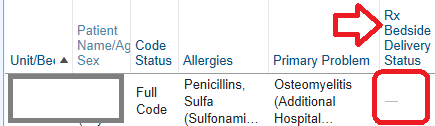 Unit/Bed
Patient
Name/Ag
Sex
Code
Status
Allergies
Primary Problem
Rx
Bedside
Delivery
Status
Full
Code
Penicillins,
Sulfa
(Sulfonami...
Osteomyelitis
(Additional
Hospital...
—